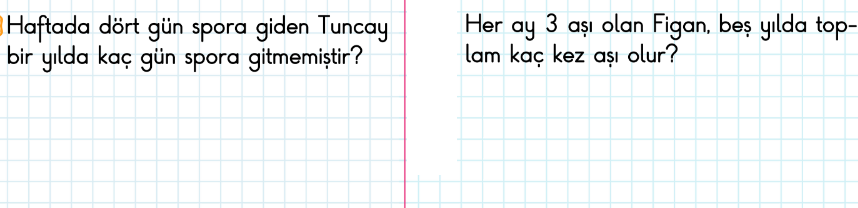 Haftada dört gün spora giden Tuncay
bir yılda kaç gün spora gitmemiştir?
Her ay 3 aşı olan Figan, beş yılda top-
lam kaç kez aşı olur?